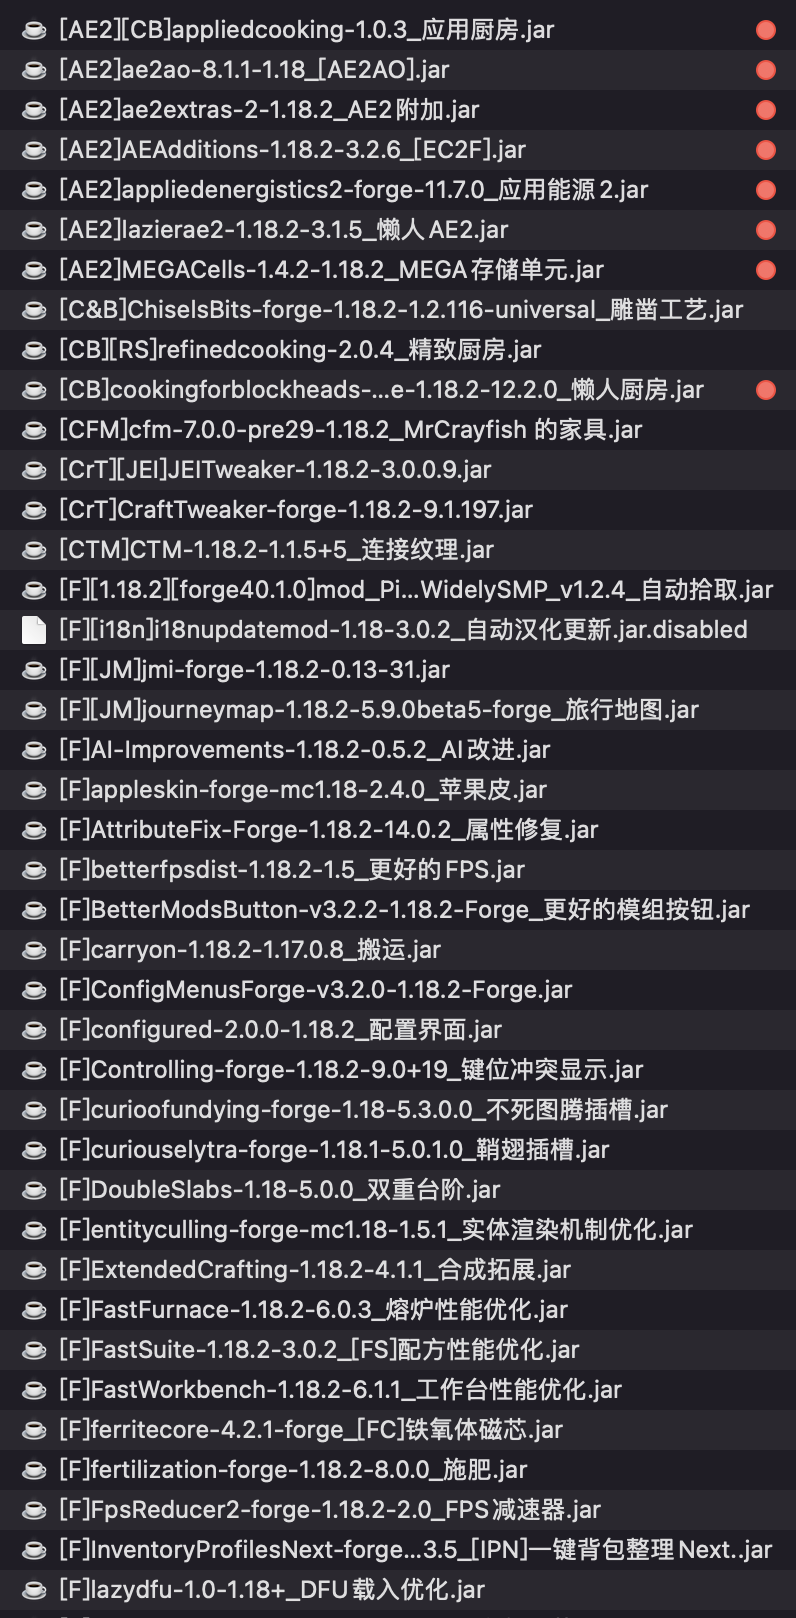 [AE2][CB]appliedcooking-1.0.3_应用厨房.jar
[AE2]ae2ao-8.1.1-1.18_[AE2AO].jar
[AE2]ae2extras-2-1.18.2_AE2附加.jar
[AE2]AEAdditions-1.18.2-3.2.6_[EC2F].jar
[AE2]appliedenergistics2-forge-11.7.0_应用能源2.jar
[AE2]lazierae2-1.18.2-3.1.5_懒人AE2.jar
[AE2]MEGACells-1.4.2-1.18.2_MEGA存储单元.jar
[C&B]ChiselsBits-forge-1.18.2-1.2.116-universal_雕凿工艺.jar
[CB][RS]refinedcooking-2.0.4_精致厨房.jar
[CB]cookingforblockheads-...e-1.18.2-12.2.0_懒人厨房.jar
[CFM]cfm-7.0.0-pre29-1.18.2_MrCrayfish 的家具.jar
[CrT][JEI]JEITweaker-1.18.2-3.0.0.9.jar
[CrT]CraftTweaker-forge-1.18.2-9.1.197.jar
[CTM]CTM-1.18.2-1.1.5+5_连接纹理.jar
[F][1.18.2][forge40.1.0]mod_Pi...WidelySMP_v1.2.4_自动拾取.jar
[F][i18n]i18nupdatemod-1.18-3.0.2_自动汉化更新.jar.disabled
[F][JM]jmi-forge-1.18.2-0.13-31.jar
[F][JM]journeymap-1.18.2-5.9.0beta5-forge_旅行地图.jar
[F]AI-Improvements-1.18.2-0.5.2_AI改进.jar
[F]appleskin-forge-mc1.18-2.4.0_苹果皮.jar
[F]AttributeFix-Forge-1.18.2-14.0.2_属性修复.jar
[F]betterfpsdist-1.18.2-1.5_更好的FPS.jar
[F]BetterModsButton-v3.2.2-1.18.2-Forge_更好的模组按钮.jar
[F]carryon-1.18.2-1.17.0.8_搬运.jar
[F]ConfigMenusForge-v3.2.0-1.18.2-Forge.jar
[F]configured-2.0.0-1.18.2_配置界面.jar
[F]Controlling-forge-1.18.2-9.0+19_键位冲突显示.jar
[F]curioofundying-forge-1.18-5.3.0.0_不死图腾插槽.jar
[F]curiouselytra-forge-1.18.1-5.0.1.0_鞘翅插槽.jar
[F]DoubleSlabs-1.18-5.0.0_双重台阶.jar
[F]entityculling-forge-mc1.18-1.5.1_实体渲染机制优化.jar
[F]ExtendedCrafting-1.18.2-4.1.1_合成拓展.jar
[F]FastFurnace-1.18.2-6.0.3_熔炉性能优化.jar
[F]FastSuite-1.18.2-3.0.2_[FS]配方性能优化.jar
[F]FastWorkbench-1.18.2-6.1.1_工作台性能优化.jar
[F]ferritecore-4.2.1-forge_[FC]铁氧体磁芯.jar
[F]fertilization-forge-1.18.2-8.0.0_施肥.jar
[F]FpsReducer2-forge-1.18.2-2.0_FPS减速器.jar
[F]InventoryProfilesNext-forge...3.5_[IPN]一键背包整理Next..jar
[F]lazydfu-1.0-1.18+_DFU载入优化.jar